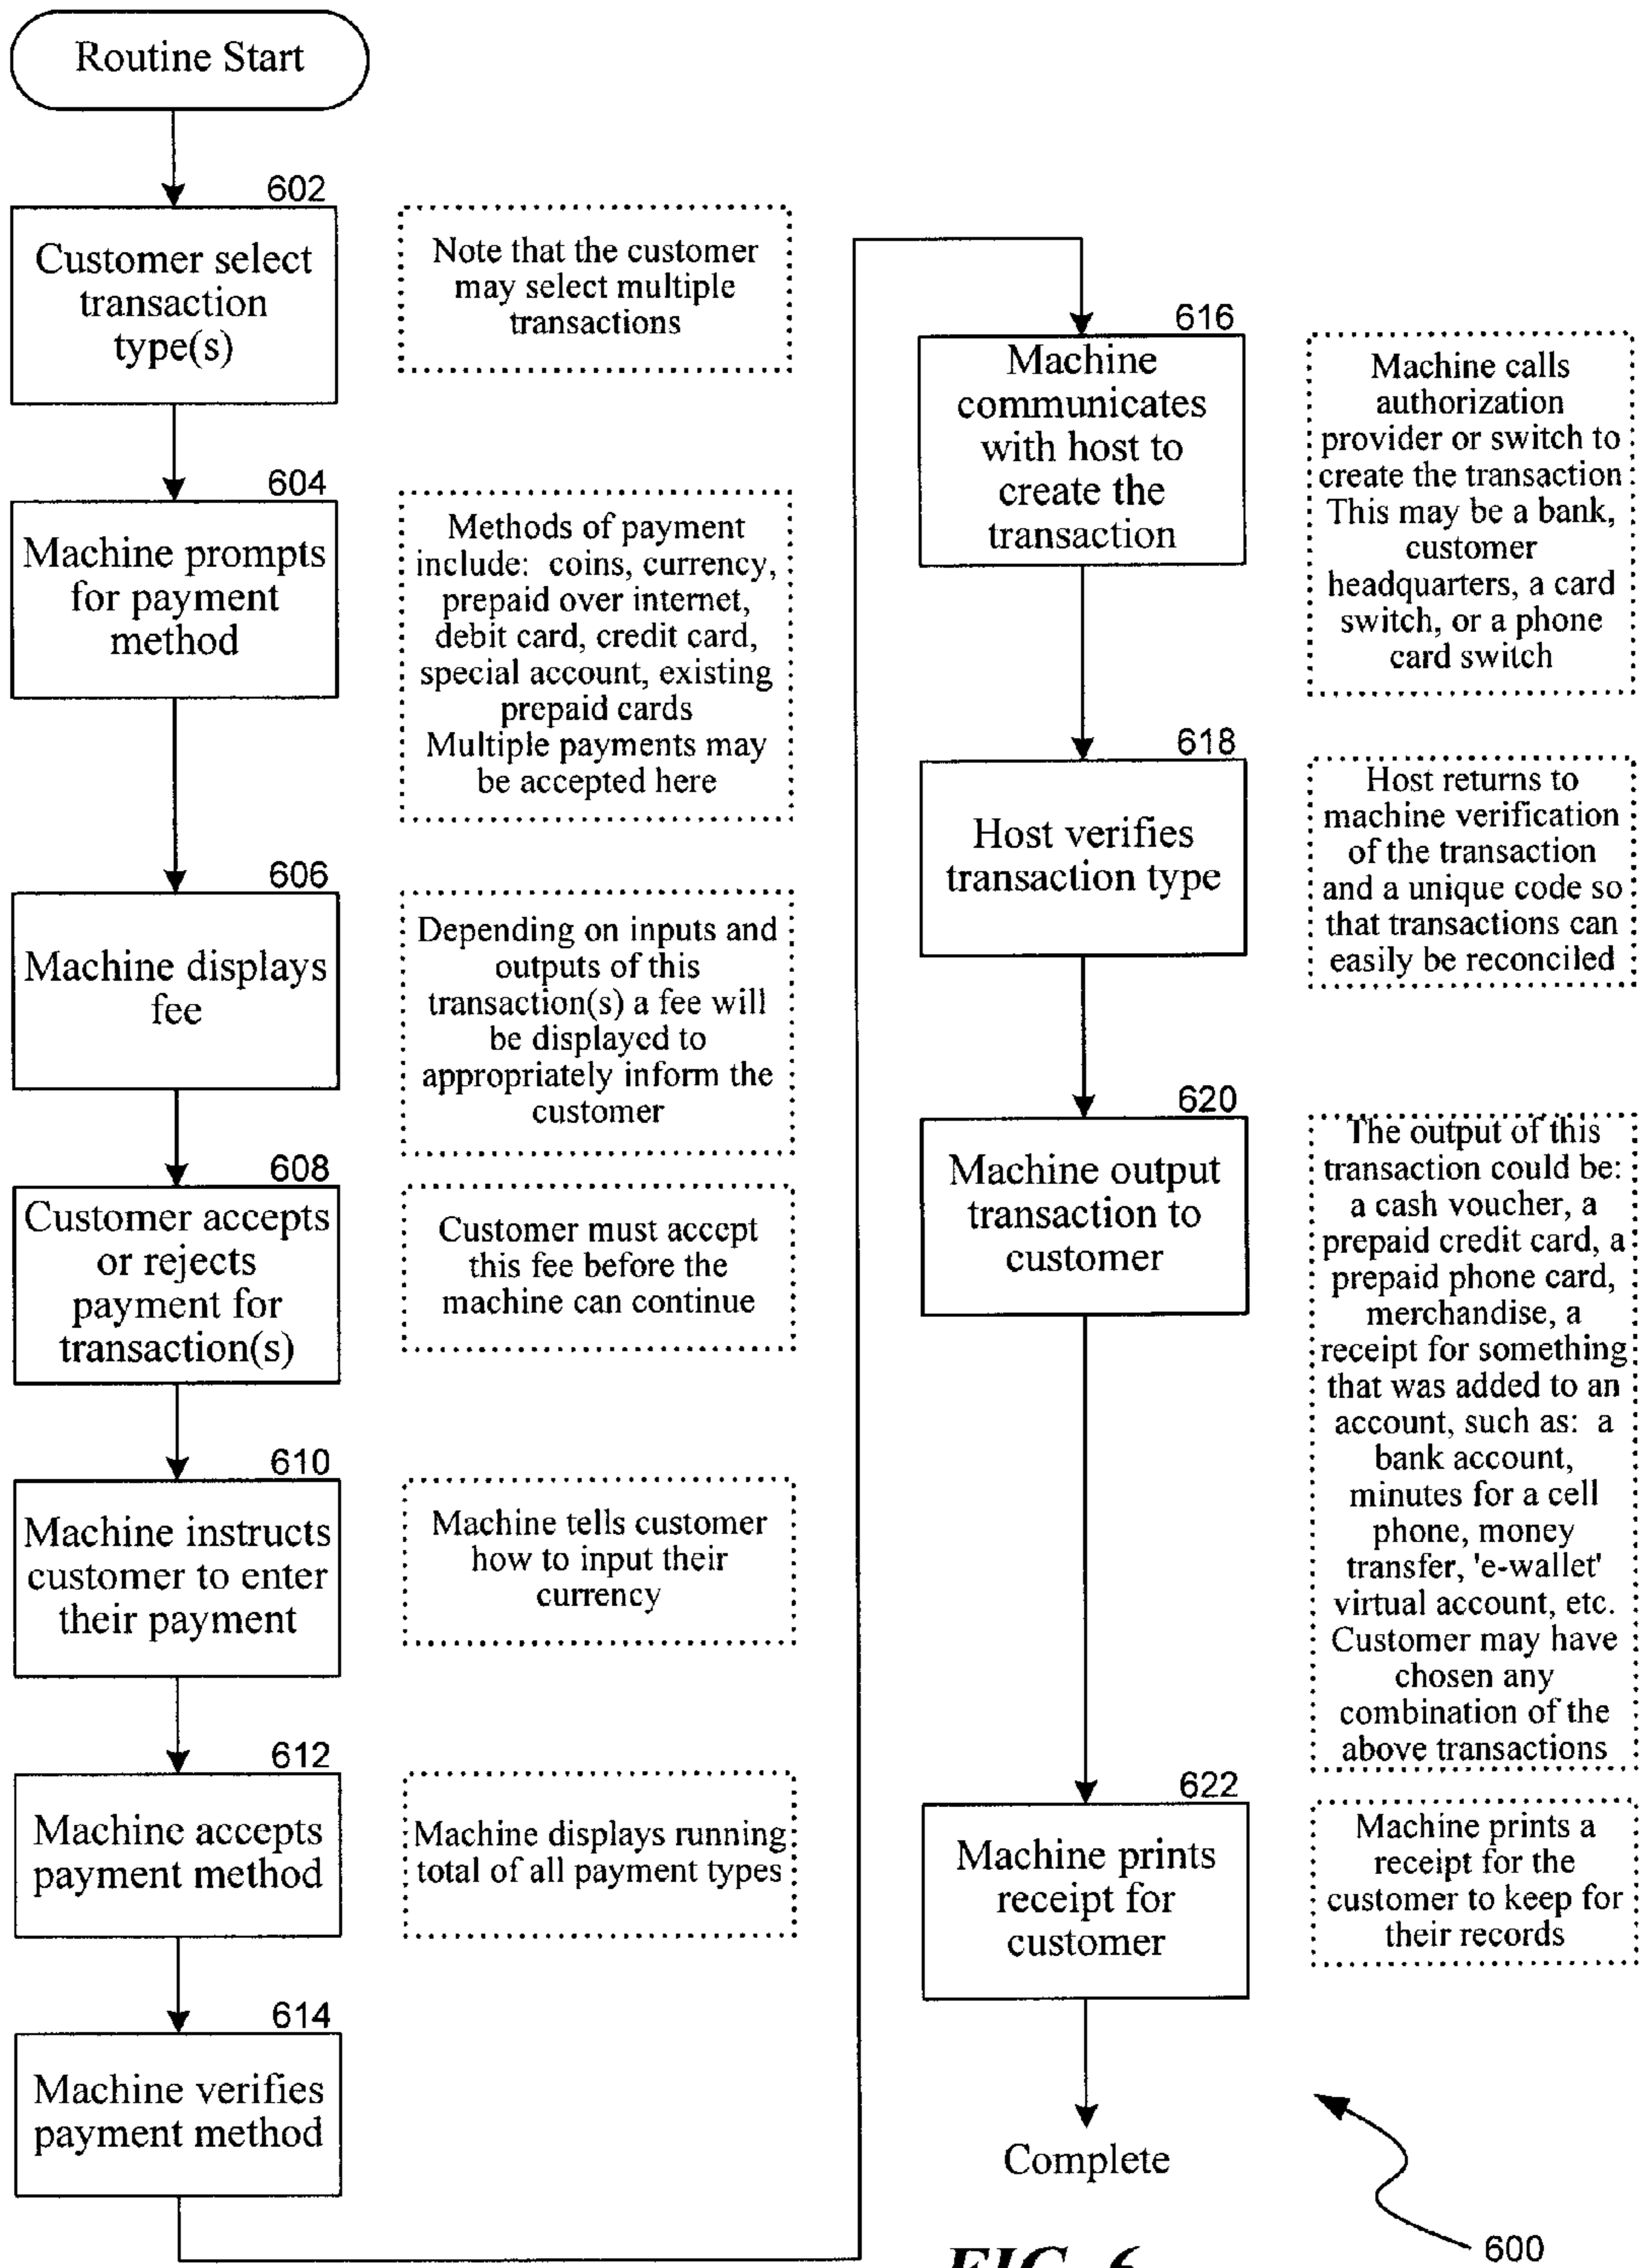 Routine Start
602
Customer select
transaction
type(s)
Note that the customer
may select multiple
transactions
604
Machine prompts
for payment
method
Methods of payment
include: coins, currency,
prepaid over internet,
debit card, credit card,
special account, existing
prepaid cards
Multiple payments may
be accepted here
606
Machine displays
fee
Depending on inputs and
outputs of this
transaction(s) a fee will
be displayed to
appropriately inform the
customer
608
Customer accepts
or rejects
payment for
transaction(s)
Customer must accept
this fee before the
machine can continue
610
Machine instructs
customer to enter
their payment
Machine tells customer
how to input their
currency
612
Machine accepts
payment method
Machine displays running
total of all payment types
614
Machine verifies
payment method
616
Machine
communicates
with host to
create the
transaction
Machine calls
authorization
provider or switch to
create the transaction
This may be a bank,
customer
headquarters, a card
switch, or a phone
card switch
618
Host verifies
transaction type
Host returns to
machine verification
of the transaction
and a unique code so
that transactions can
easily be reconciled
620
Machine output
transaction to
customer
The output of this
transaction could be:
a cash voucher, a
prepaid credit card, a
prepaid phone card,
merchandise, a
receipt for something
that was added to an
account, such as: a
bank account,
minutes for a cell
phone, money
transfer, 'e-wallet'
virtual account, etc.
Customer may have
chosen any
combination of the
above transactions
622
Machine prints
receipt for
customer
Machine prints a
receipt for the
customer to keep for
their records
Complete
600
FIG. 6